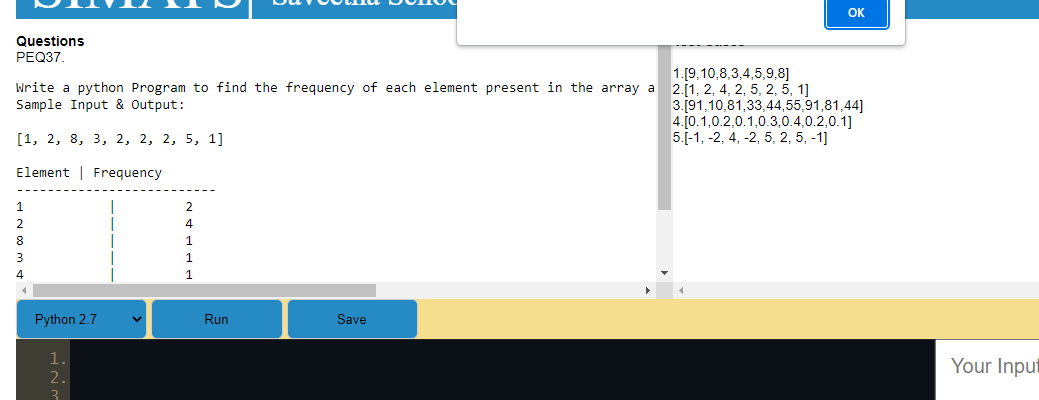 SIMATS
Saveetha Schoo
OK
Questions
PEQ37.
Write a python Program to find the frequency of each element present in the array a
Sample Input & Output:
[1, 2, 8, 3, 2, 2, 2, 5, 1]
Element | Frequency
--------------------------
1 | 2
2 | 4
8 | 1
3 | 1
4 | 1
Test Cases
1.[9,10,8,3,4,5,9,8]
2.[1, 2, 4, 2, 5, 2, 5, 1]
3.[91,10,81,33,44,55,91,81,44]
4.[0.1,0.2,0.1,0.3,0.4,0.2,0.1]
5.[-1, -2, 4, -2, 5, 2, 5, -1]
Python 2.7 Run Save
1.
2.
3
Your Input